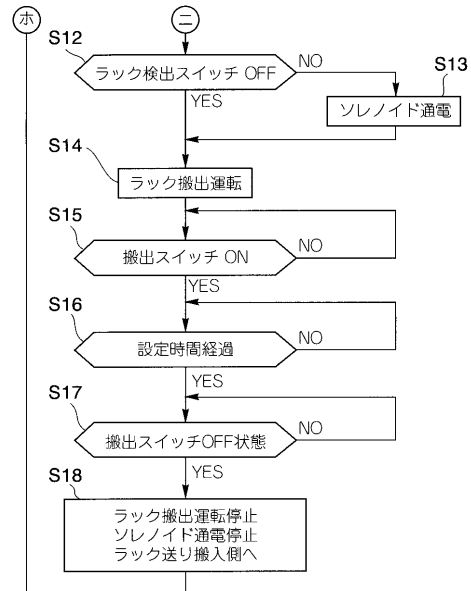 ホ
ニ
S12
ラック検出スイッチ OFF
NO
YES
S13
ソレノイド通電
S14
ラック搬出運転
S15
搬出スイッチ ON
NO
YES
S16
設定時間経過
NO
YES
S17
搬出スイッチOFF状態
NO
YES
S18
ラック搬出運転停止
ソレノイド通電停止
ラック送り搬入側へ